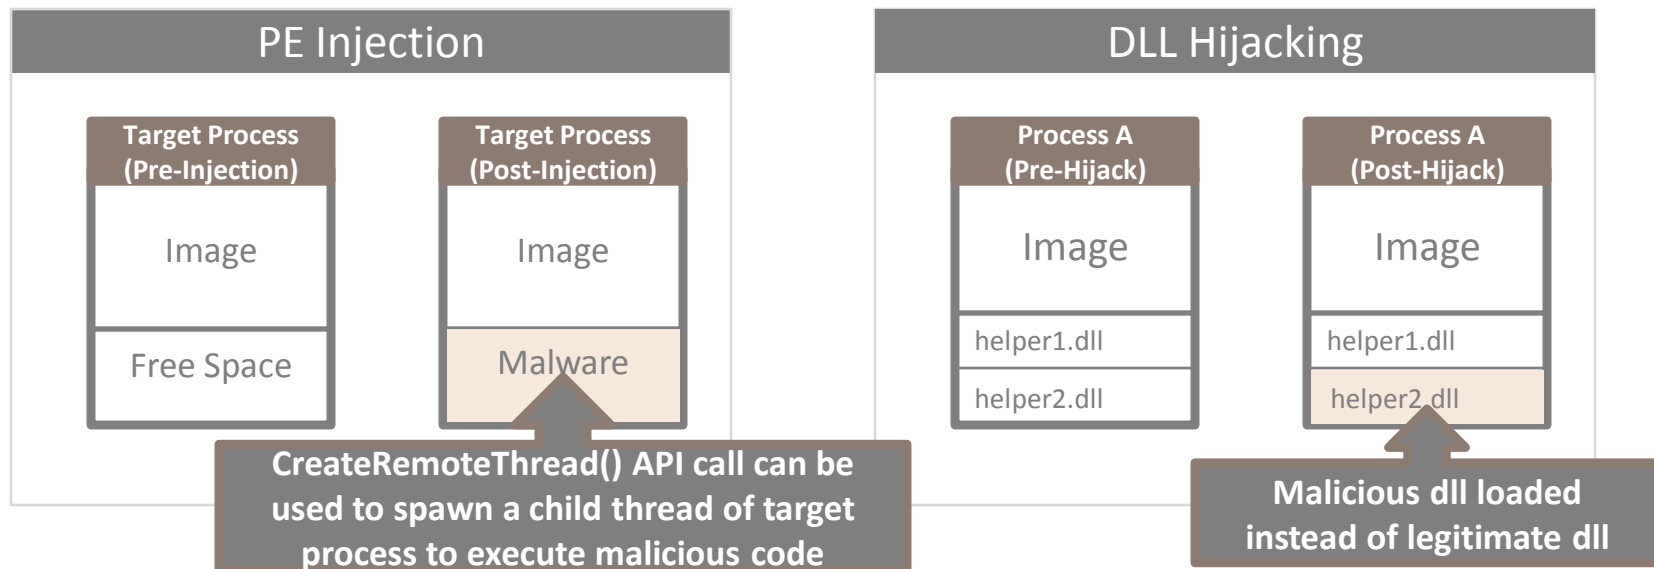 PE Injection
Target Process
(Pre-Injection)
Image
Free Space
Target Process
(Post-Injection)
Image
Malware
CreateRemoteThread() API call can be
used to spawn a child thread of target
process to execute malicious code
DLL Hijacking
Process A
(Pre-Hijack)
Image
helper1.dll
helper2.dll
Process A
(Post-Hijack)
Image
helper1.dll
helper2.dll
Malicious dll loaded
instead of legitimate dll